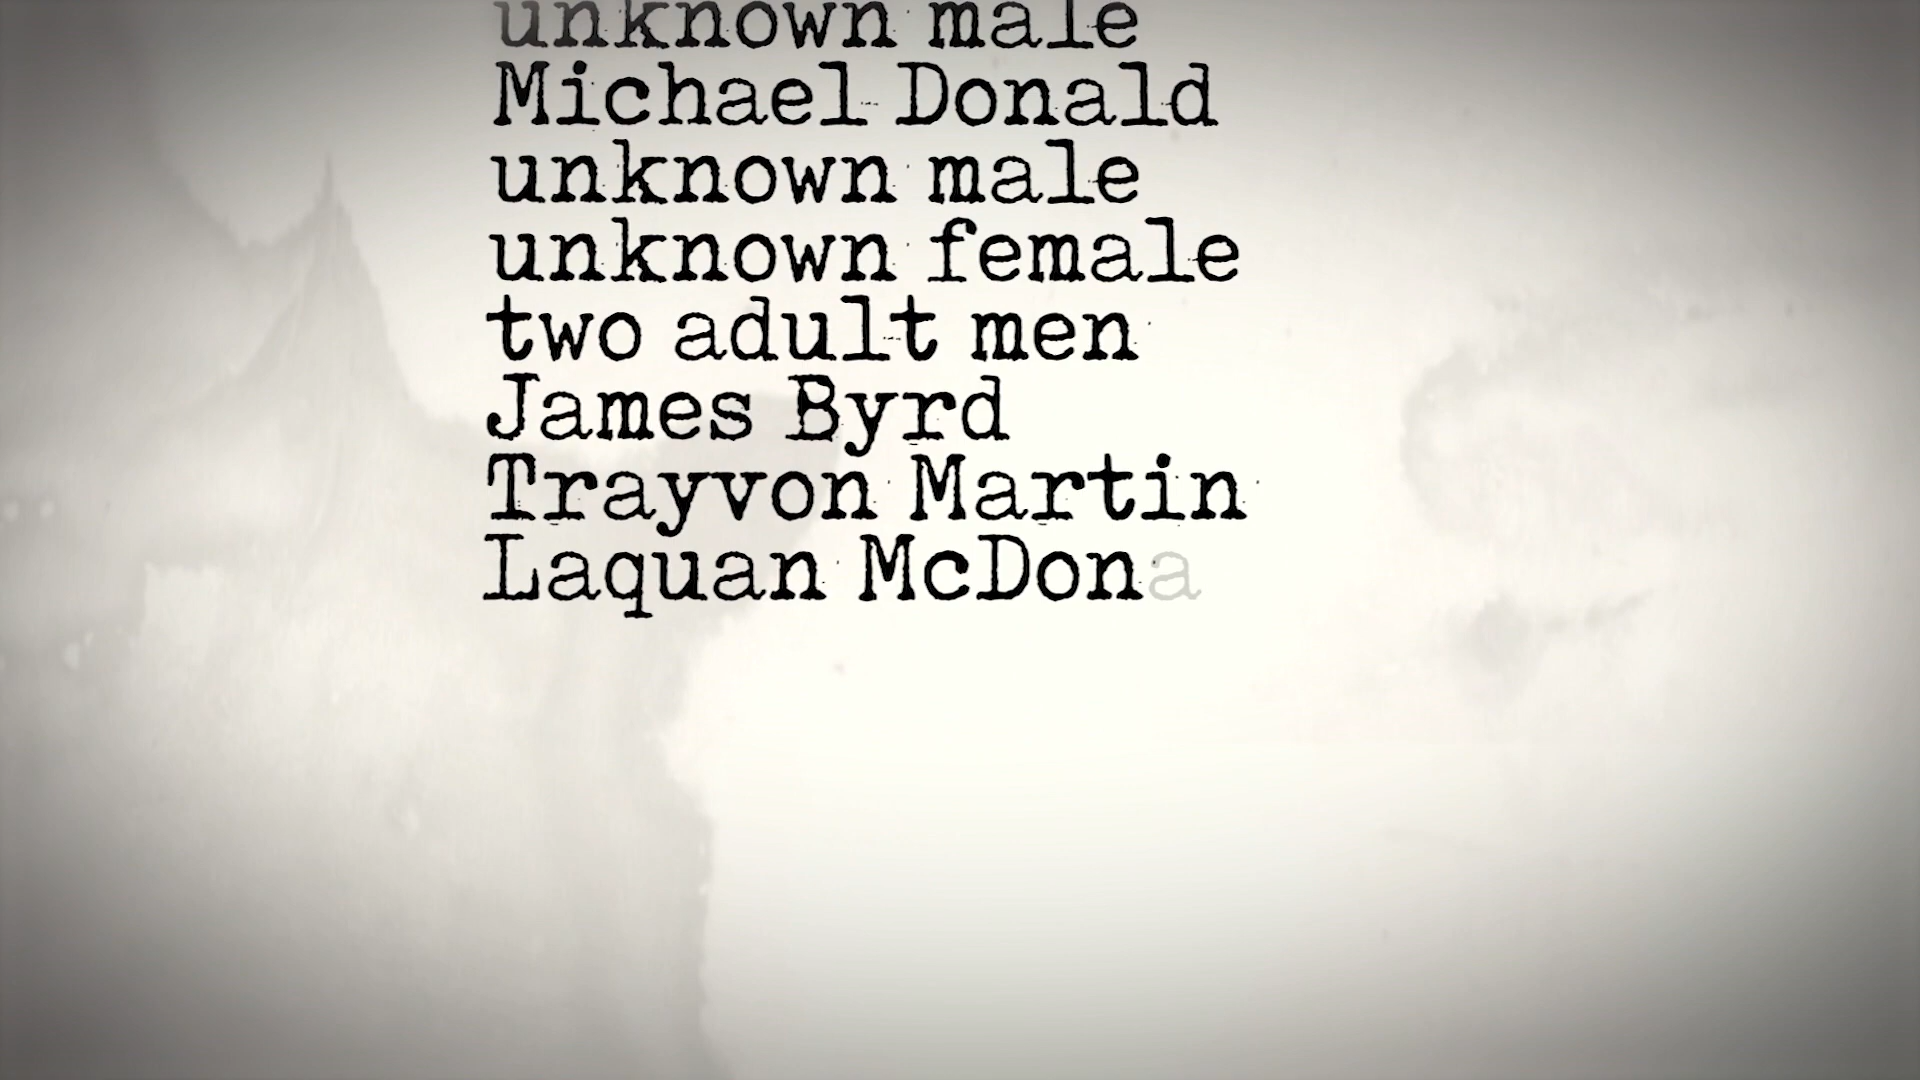 unknown male
Michael Donald
unknown male
unknown female
two adult men
James Byrd
Trayvon Martin
Laquan McDona